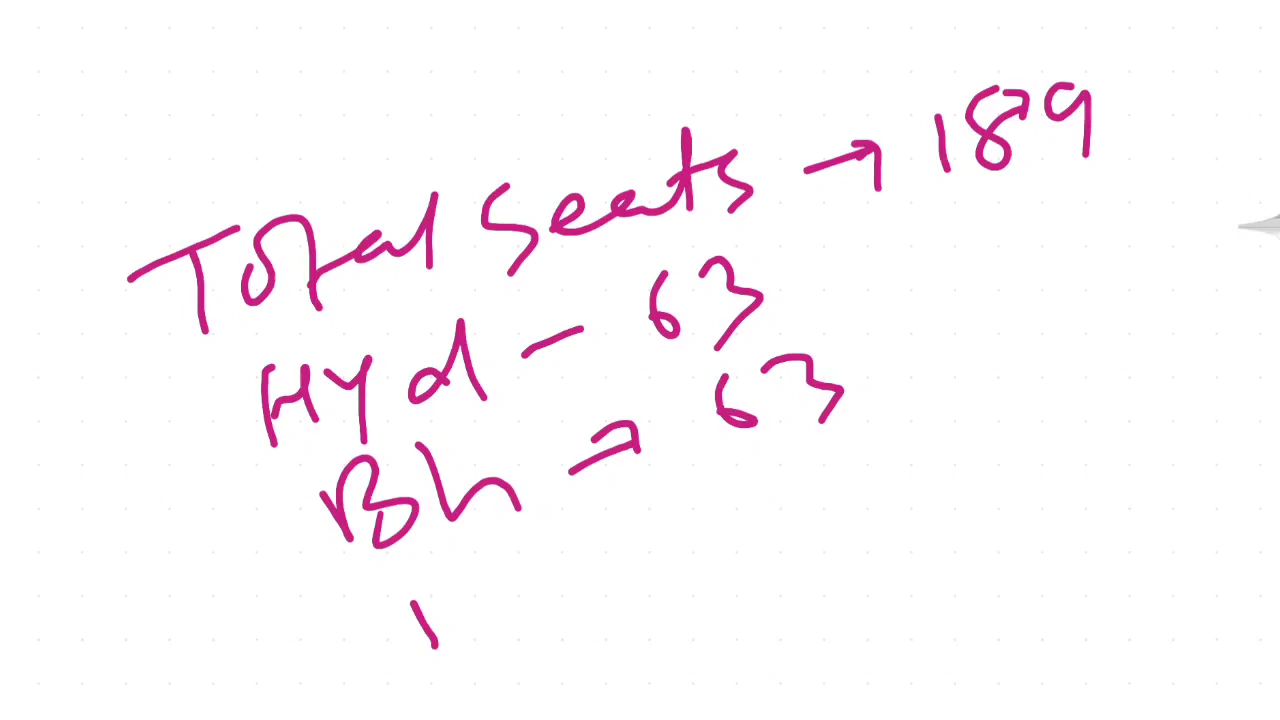 Total Seats → 189
Hyd - 63
Bh → 63